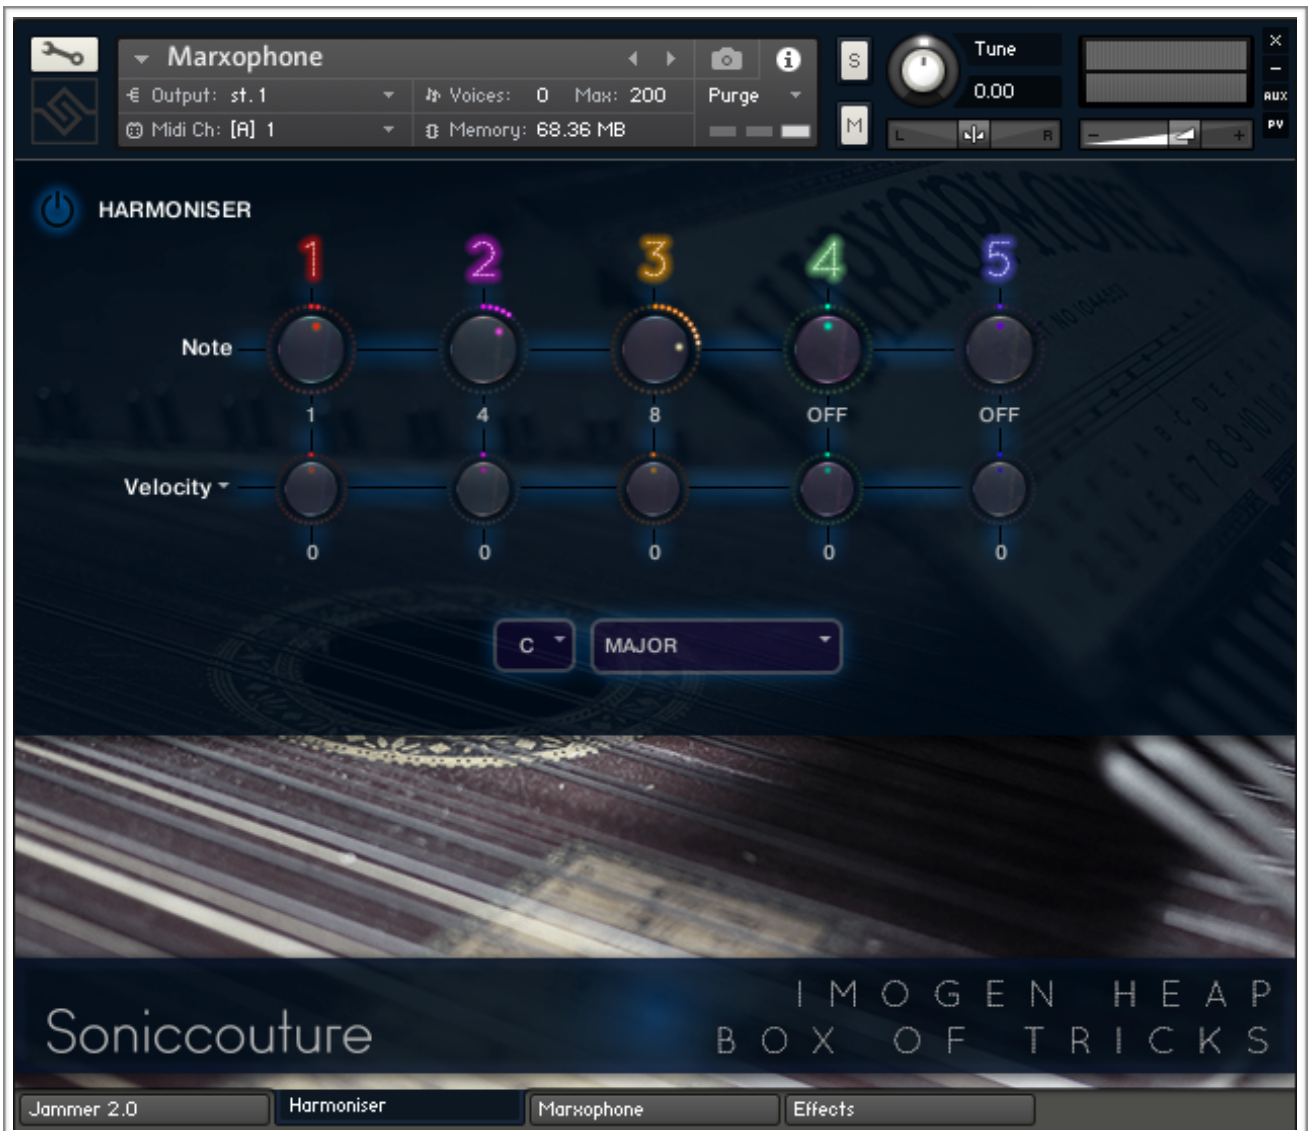 Marxophone
Output: st.1
Voices: 0 Max: 200
Purge
Midi Ch: [A] 1
Memory: 68.36 MB
S
M
Tune
0.00
L
R
-
+
×
-
AUX
PV
HARMONISER
1 2 3 4 5
Note
1 4 8 OFF OFF
Velocity
0 0 0 0 0
C
MAJOR
MARXOPHONE
Soniccouture
IMOGEN HEAP
BOX OF TRICKS
Jammer 2.0
Harmoniser
Marxophone
Effects